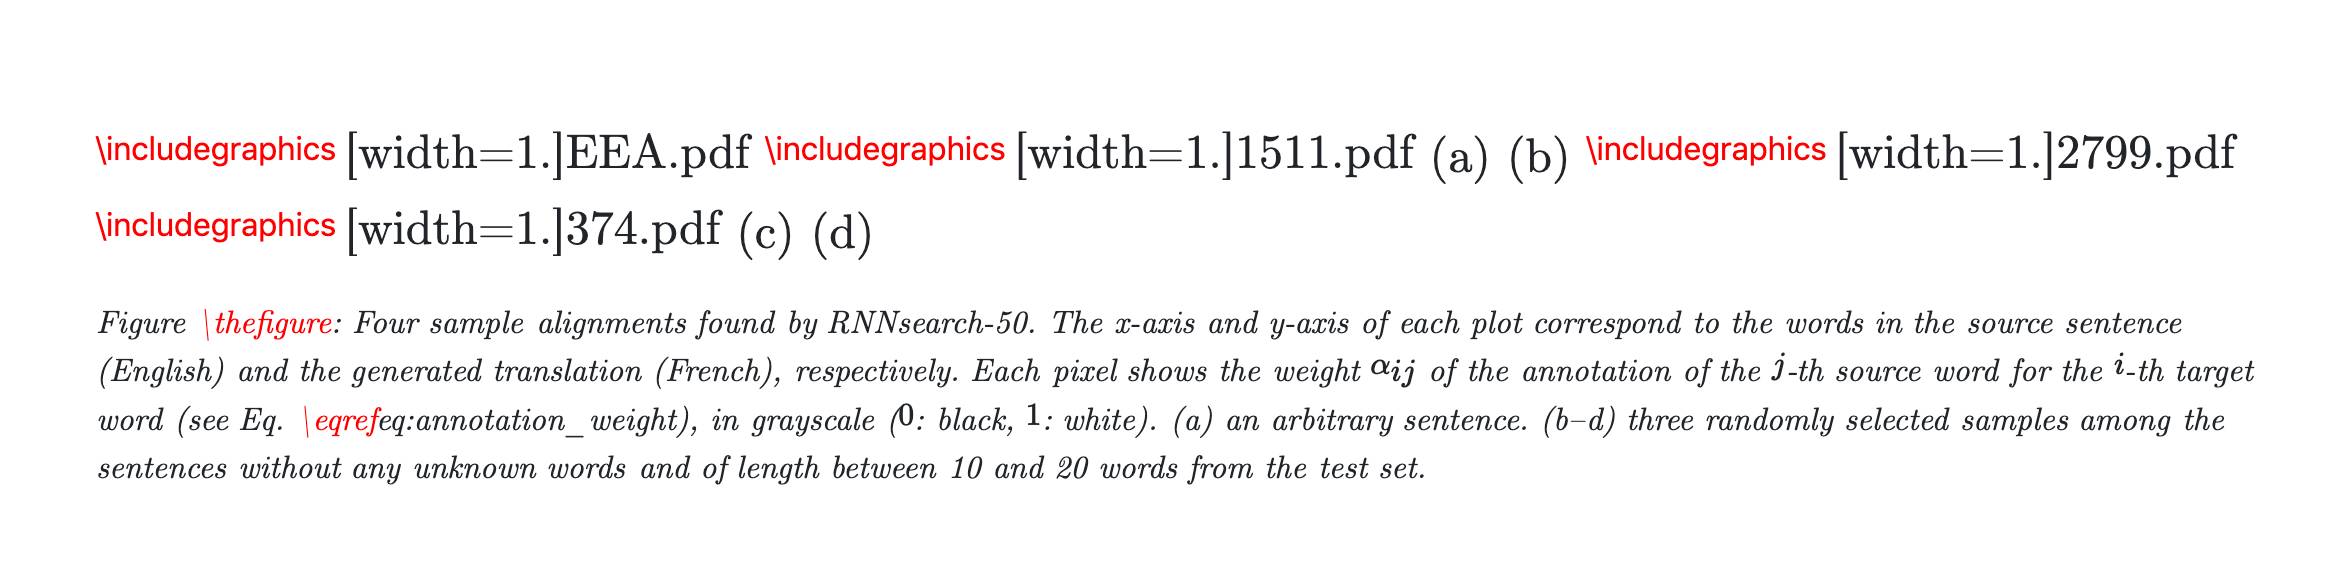 \includegraphics [width=1.]EEA.pdf \includegraphics [width=1.]1511.pdf (a) (b) \includegraphics [width=1.]2799.pdf
\includegraphics [width=1.]374.pdf (c) (d)
Figure \thefigure: Four sample alignments found by RNNsearch-50. The x-axis and y-axis of each plot correspond to the words in the source sentence
(English) and the generated translation (French), respectively. Each pixel shows the weight αij of the annotation of the j-th source word for the i-th target
word (see Eq. \eqrefeq:annotation_weight), in grayscale (0: black, 1: white). (a) an arbitrary sentence. (b–d) three randomly selected samples among the
sentences without any unknown words and of length between 10 and 20 words from the test set.